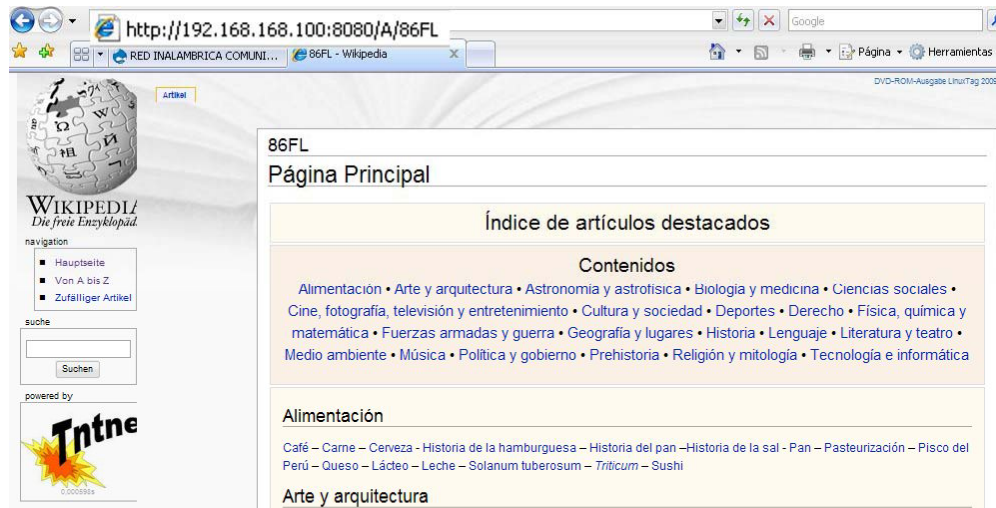 http://192.168.168.100:8080/A/86FL
Google
RED INALAMBRICA COMUNI...
86FL - Wikipedia
Página
Herramientas
DVD-ROM-Ausgabe LinuxTag 2009
Artikel
WIKIPEDIA
Die freie Enzyklopäd.
navigation
Hauptseite
Von A bis Z
Zufälliger Artikel
suche
Suchen
powered by
Tntne
0,000598s
86FL
Página Principal
Índice de artículos destacados
Contenidos
Alimentación • Arte y arquitectura • Astronomía y astrofísica • Biología y medicina • Ciencias sociales •
Cine, fotografía, televisión y entretenimiento • Cultura y sociedad • Deportes • Derecho • Física, química y
matemática • Fuerzas armadas y guerra • Geografía y lugares • Historia • Lenguaje • Literatura y teatro •
Medio ambiente • Música • Política y gobierno • Prehistoria • Religión y mitología • Tecnología e informática
Alimentación
Café – Carne – Cerveza - Historia de la hamburguesa – Historia del pan –Historia de la sal - Pan – Pasteurización – Pisco del
Perú – Queso – Lácteo – Leche – Solanum tuberosum – Triticum – Sushi
Arte y arquitectura